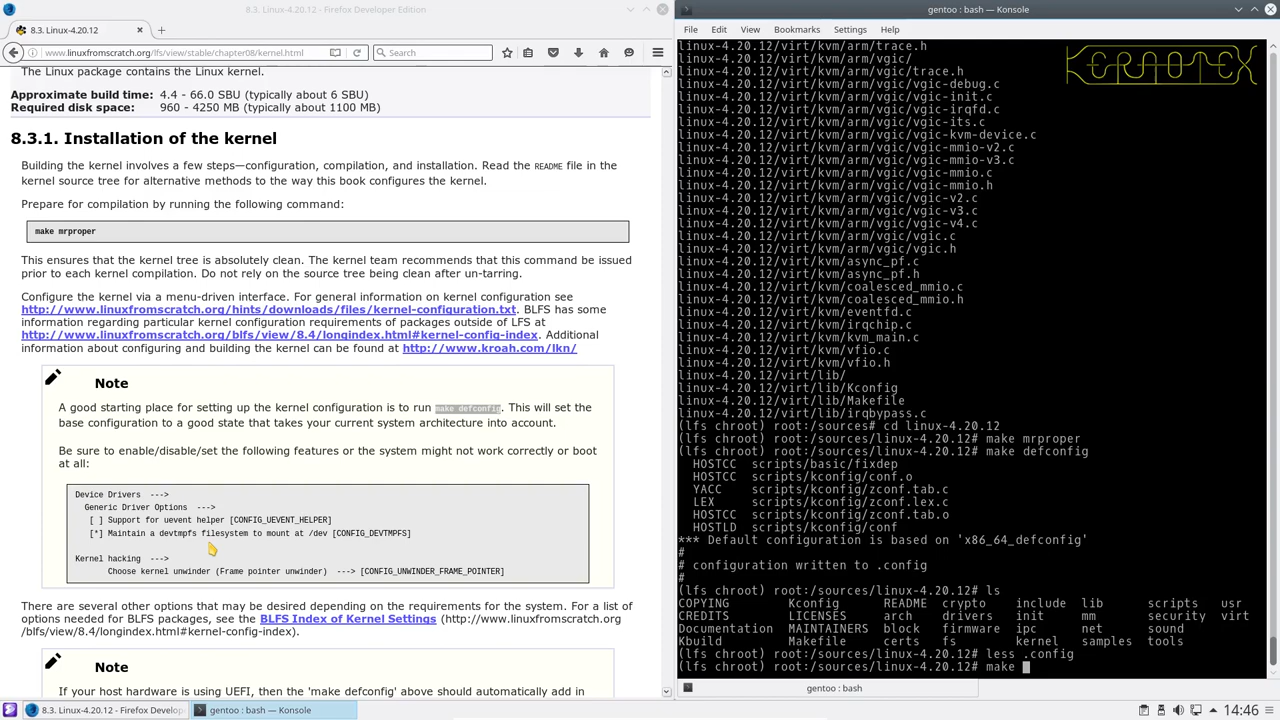 8.3. Linux-4.20.12 - Firefox Developer Edition
8.3. Linux-4.20.12
www.linuxfromscratch.org/lfs/view/stable/chapter08/kernel.html
Search
The Linux package contains the Linux kernel.
Approximate build time: 4.4 - 66.0 SBU (typically about 6 SBU)
Required disk space: 960 - 4250 MB (typically about 1100 MB)
8.3.1. Installation of the kernel
Building the kernel involves a few steps—configuration, compilation, and installation. Read the README file in the
kernel source tree for alternative methods to the way this book configures the kernel.
Prepare for compilation by running the following command:
make mrproper
This ensures that the kernel tree is absolutely clean. The kernel team recommends that this command be issued
prior to each kernel compilation. Do not rely on the source tree being clean after un-tarring.
Configure the kernel via a menu-driven interface. For general information on kernel configuration see
http://www.linuxfromscratch.org/hints/downloads/files/kernel-configuration.txt. BLFS has some
information regarding particular kernel configuration requirements of packages outside of LFS at
http://www.linuxfromscratch.org/blfs/view/8.4/longindex.html#kernel-config-index. Additional
information about configuring and building the kernel can be found at http://www.kroah.com/lkn/
Note
A good starting place for setting up the kernel configuration is to run make defconfig. This will set the
base configuration to a good state that takes your current system architecture into account.
Be sure to enable/disable/set the following features or the system might not work correctly or boot
at all:
Device Drivers --->
Generic Driver Options --->
[ ] Support for uevent helper [CONFIG_UEVENT_HELPER]
[*] Maintain a devtmpfs filesystem to mount at /dev [CONFIG_DEVTMPFS]
Kernel hacking --->
Choose kernel unwinder (Frame pointer unwinder) ---> [CONFIG_UNWINDER_FRAME_POINTER]
There are several other options that may be desired depending on the requirements for the system. For a list of
options needed for BLFS packages, see the BLFS Index of Kernel Settings (http://www.linuxfromscratch.org
/blfs/view/8.4/longindex.html#kernel-config-index).
Note
If your host hardware is using UEFI, then the 'make defconfig' above should automatically add in
gentoo : bash — Konsole
File Edit View Bookmarks Settings Help
KERNOTEX
linux-4.20.12/virt/kvm/arm/trace.h
linux-4.20.12/virt/kvm/arm/vgic/
linux-4.20.12/virt/kvm/arm/vgic/trace.h
linux-4.20.12/virt/kvm/arm/vgic/vgic-debug.c
linux-4.20.12/virt/kvm/arm/vgic/vgic-init.c
linux-4.20.12/virt/kvm/arm/vgic/vgic-irqfd.c
linux-4.20.12/virt/kvm/arm/vgic/vgic-its.c
linux-4.20.12/virt/kvm/arm/vgic/vgic-kvm-device.c
linux-4.20.12/virt/kvm/arm/vgic/vgic-mmio-v2.c
linux-4.20.12/virt/kvm/arm/vgic/vgic-mmio-v3.c
linux-4.20.12/virt/kvm/arm/vgic/vgic-mmio.c
linux-4.20.12/virt/kvm/arm/vgic/vgic-mmio.h
linux-4.20.12/virt/kvm/arm/vgic/vgic-v2.c
linux-4.20.12/virt/kvm/arm/vgic/vgic-v3.c
linux-4.20.12/virt/kvm/arm/vgic/vgic-v4.c
linux-4.20.12/virt/kvm/arm/vgic/vgic.c
linux-4.20.12/virt/kvm/arm/vgic/vgic.h
linux-4.20.12/virt/kvm/async_pf.c
linux-4.20.12/virt/kvm/async_pf.h
linux-4.20.12/virt/kvm/coalesced_mmio.c
linux-4.20.12/virt/kvm/coalesced_mmio.h
linux-4.20.12/virt/kvm/eventfd.c
linux-4.20.12/virt/kvm/irqchip.c
linux-4.20.12/virt/kvm/kvm_main.c
linux-4.20.12/virt/kvm/vfio.c
linux-4.20.12/virt/kvm/vfio.h
linux-4.20.12/virt/lib/
linux-4.20.12/virt/lib/Kconfig
linux-4.20.12/virt/lib/Makefile
linux-4.20.12/virt/lib/irqbypass.c
(lfs chroot) root:/sources# cd linux-4.20.12
(lfs chroot) root:/sources/linux-4.20.12# make mrproper
(lfs chroot) root:/sources/linux-4.20.12# make defconfig
HOSTCC scripts/basic/fixdep
HOSTCC scripts/kconfig/conf.o
YACC scripts/kconfig/zconf.tab.c
LEX scripts/kconfig/zconf.lex.c
HOSTCC scripts/kconfig/zconf.tab.o
HOSTLD scripts/kconfig/conf
*** Default configuration is based on 'x86_64_defconfig'
#
# configuration written to .config
#
(lfs chroot) root:/sources/linux-4.20.12# ls
COPYING Kconfig README crypto include lib scripts usr
CREDITS LICENSES arch drivers init mm security virt
Documentation MAINTAINERS block firmware ipc net sound
Kbuild Makefile certs fs kernel samples tools
(lfs chroot) root:/sources/linux-4.20.12# less .config
(lfs chroot) root:/sources/linux-4.20.12# make
gentoo : bash
8.3. Linux-4.20.12 - Firefox Develope
gentoo : bash — Konsole
14:46